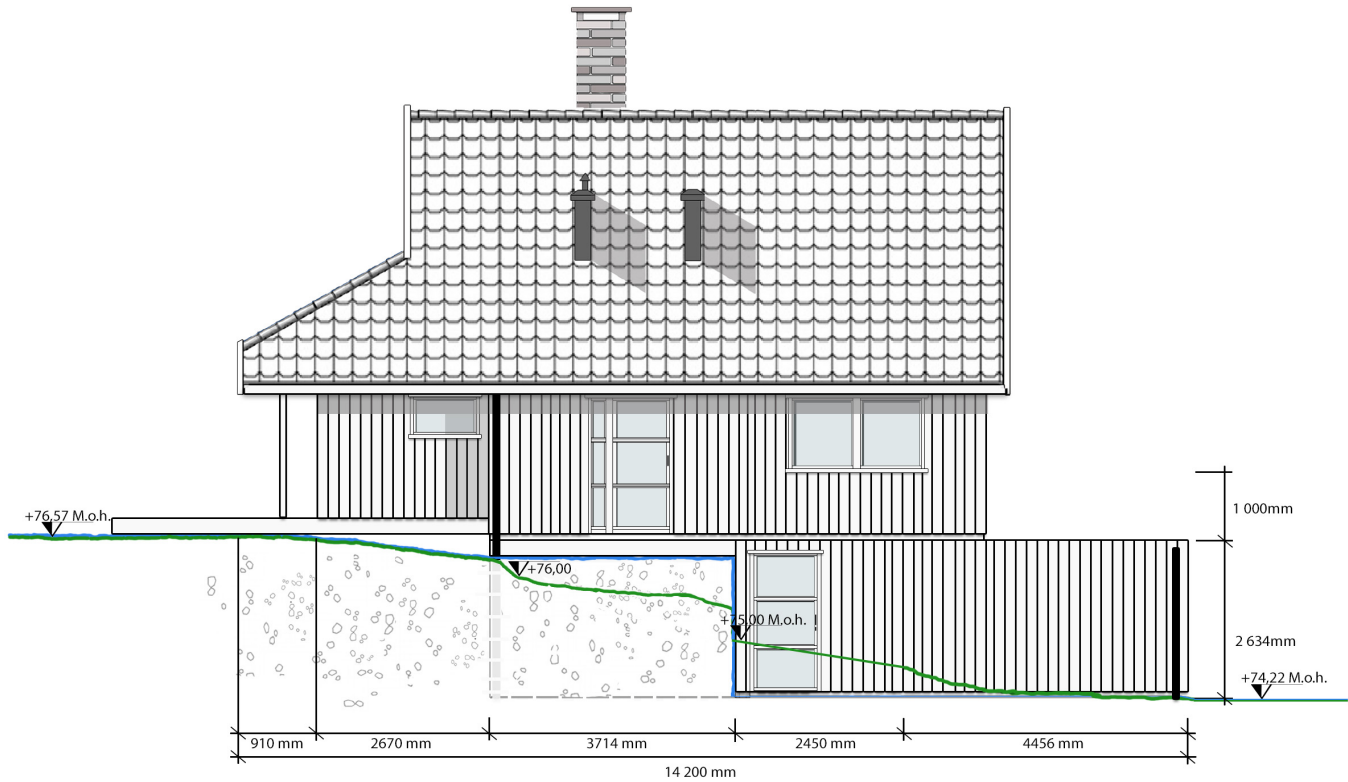 +76,57 M.o.h.
1 000mm
+76,00
+75,00 M.o.h.
2 634mm
+74,22 M.o.h.
910 mm
2670 mm
3714 mm
2450 mm
4456 mm
14 200 mm